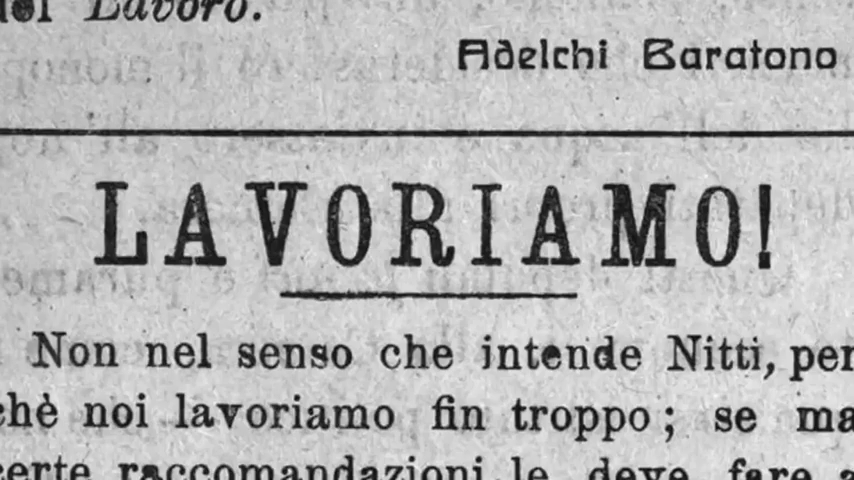 del Lavoro.
Adelchi Baratono
LAVORIAMO!
Non nel senso che intende Nitti, per
chè noi lavoriamo fin troppo; se ma
certe raccomandazioni le deve fare a